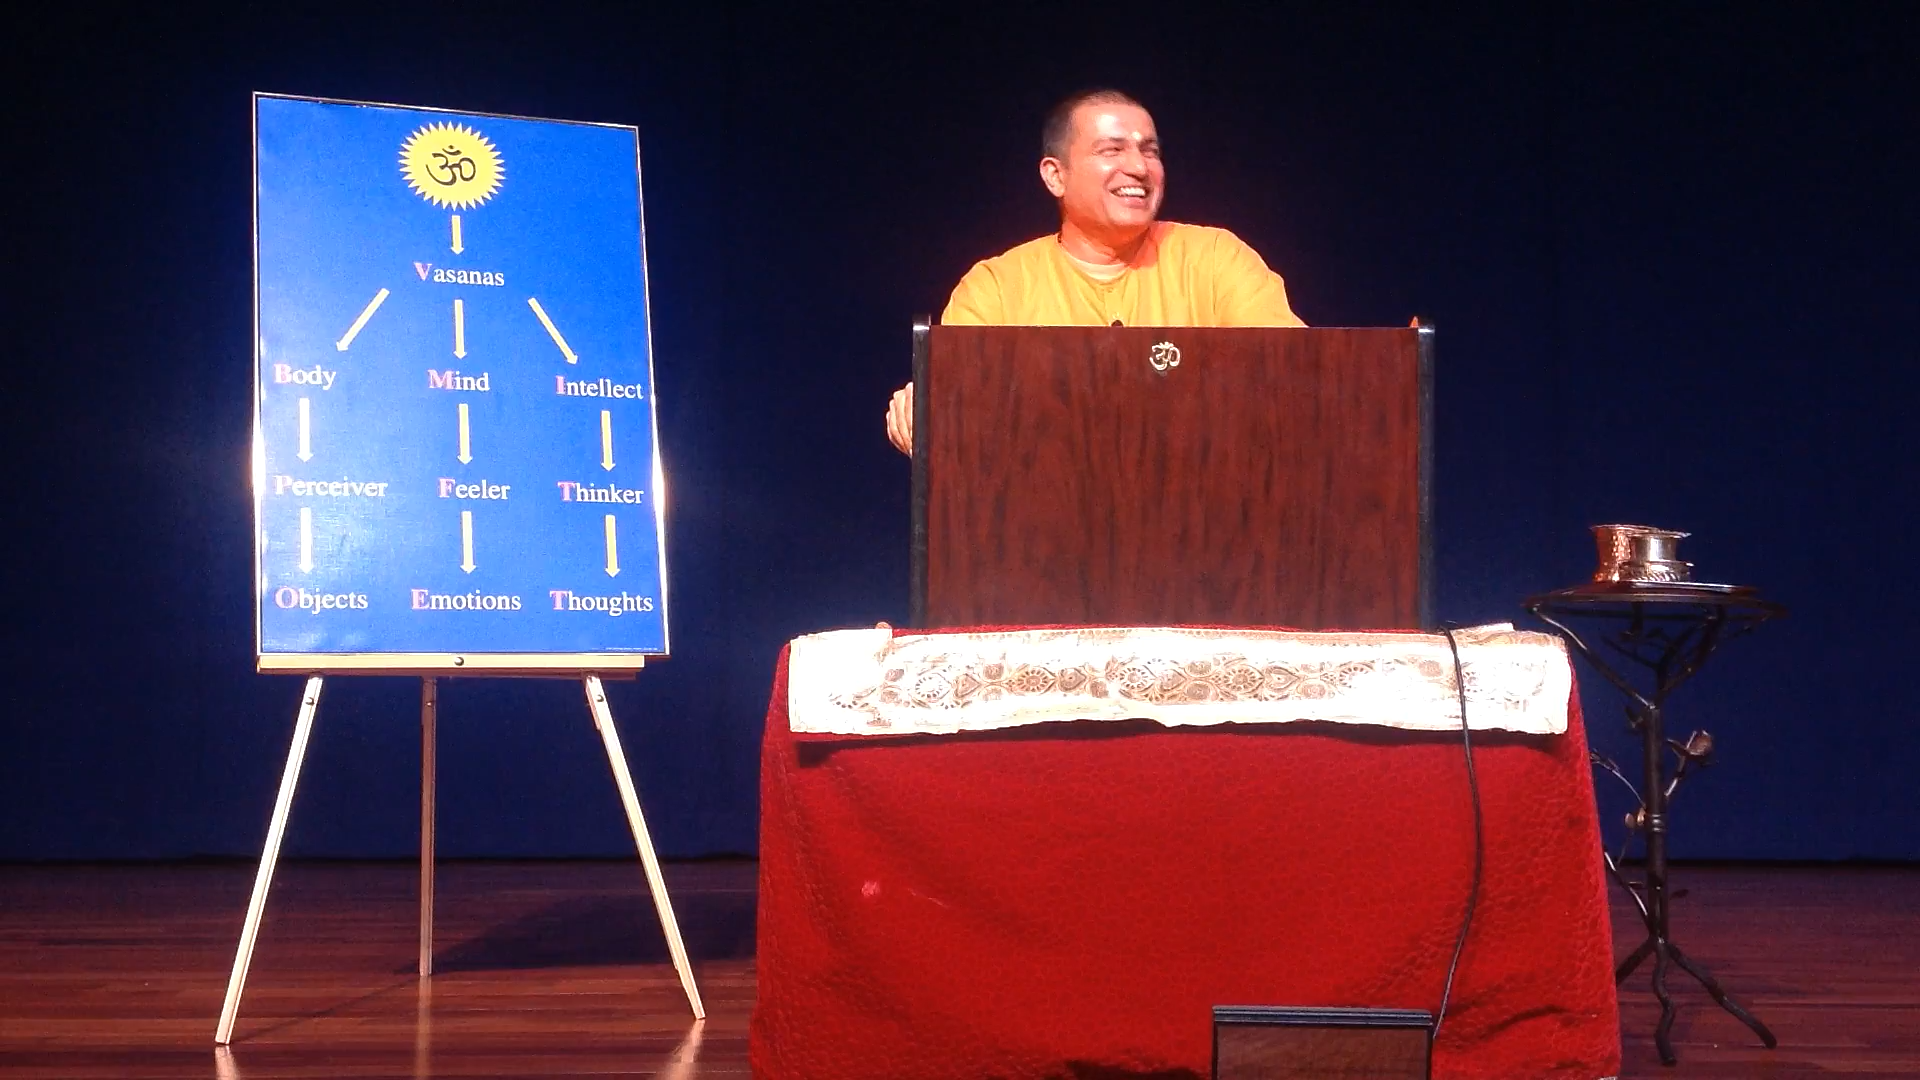 ॐ
Vasanas
Body Mind Intellect
Perceiver Feeler Thinker
Objects Emotions Thoughts
ॐ